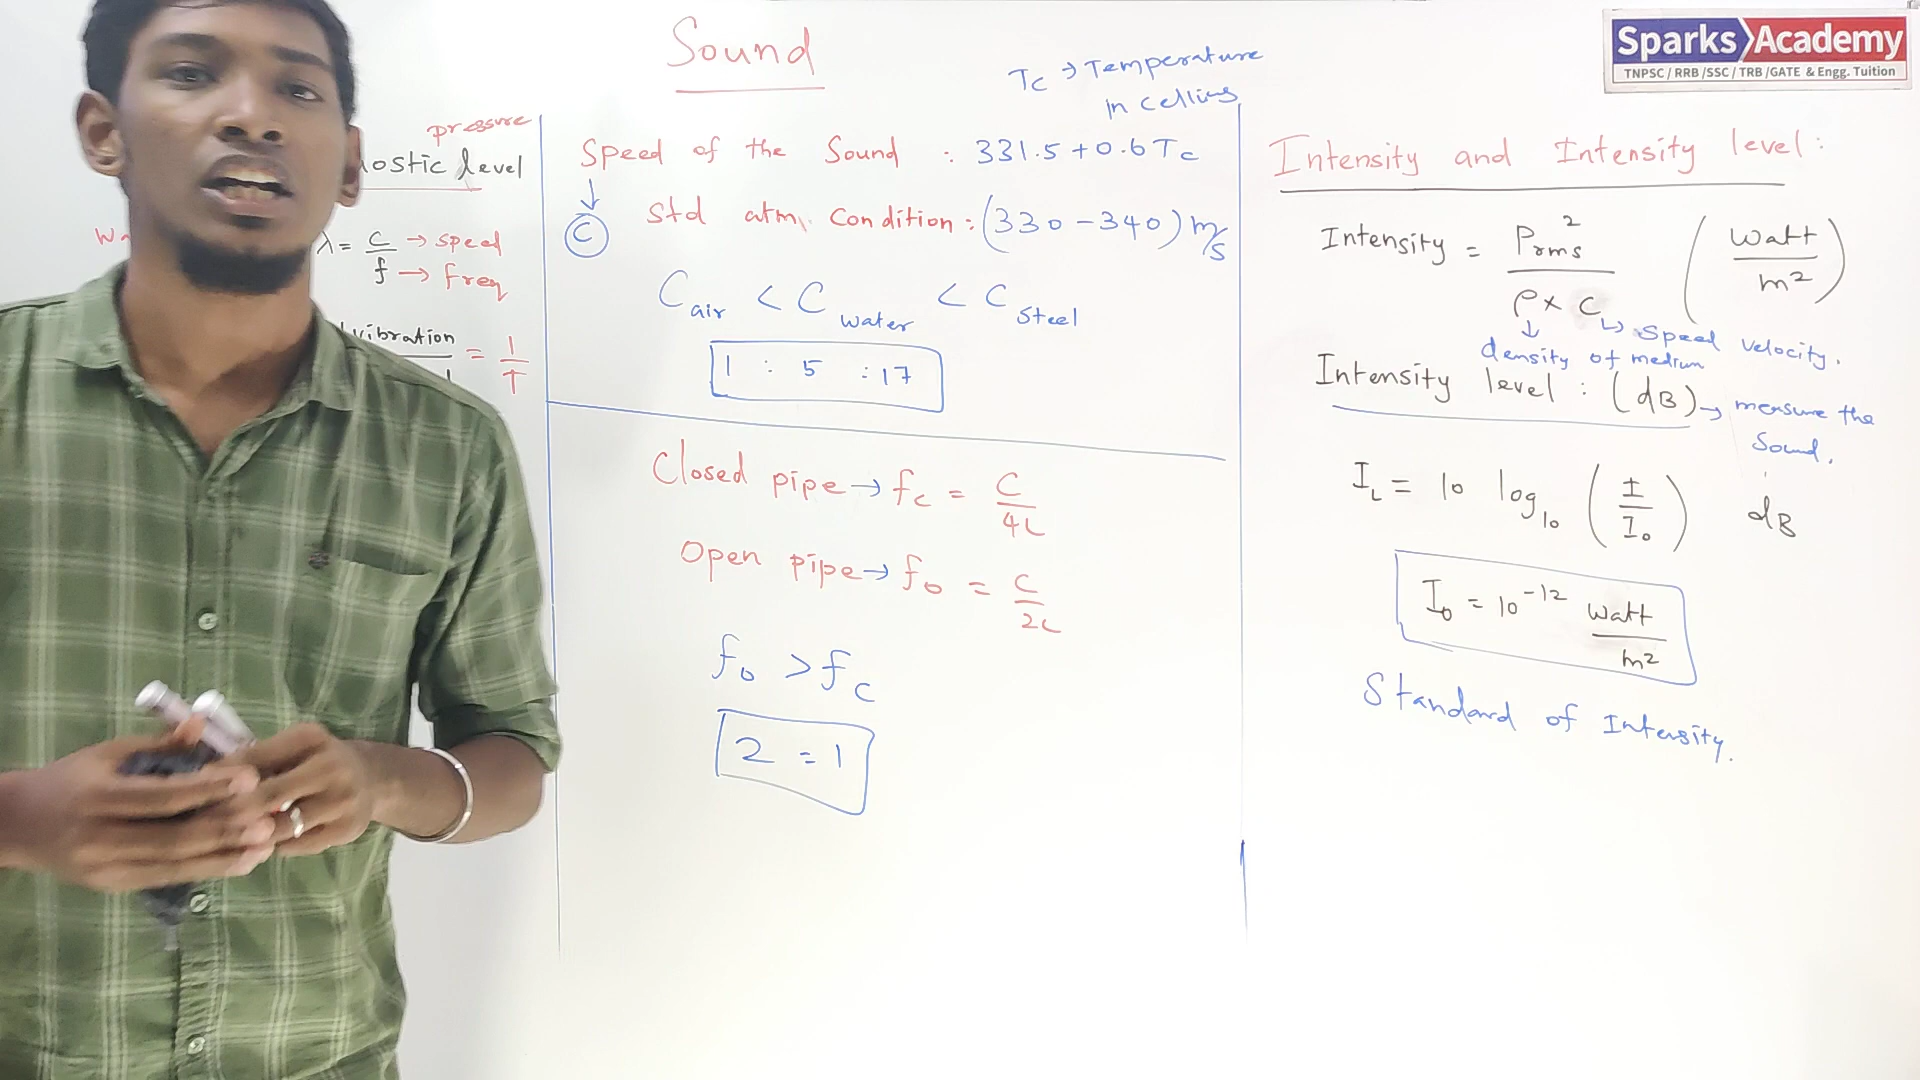 Sound
Sparks Academy
TNPSC / RRB / SSC / TRB / GATE & Engg. Tuition
Tc → Temperature
in Cellius
pressure
ostic level
λ = C/f → speed
→ freq
vibration
= 1/T
Speed of the Sound : 331.5 + 0.6 Tc
C
Std atm. Condition : (330 - 340) m/s
C air < C water < C Steel
1 : 5 : 17
Closed pipe → fc = C/4L
Open pipe → fo = C/2L
fo > fc
2 = 1
Intensity and Intensity level :
Intensity = Prms² / ρ x C (Watt/m²)
↳ Speed velocity.
density of medium
Intensity level : (dB) → measure the
Sound.
IL = 10 log10 (I/I0) dB
I0 = 10^-12 watt/m²
Standard of Intensity.